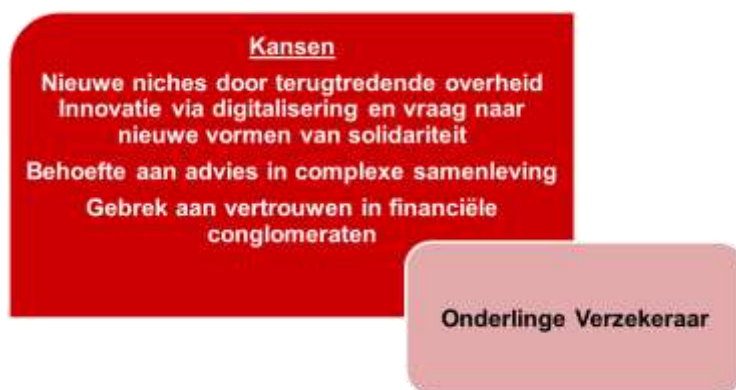 Kansen
Nieuwe niches door terugtredende overheid
Innovatie via digitalisering en vraag naar
nieuwe vormen van solidariteit
Behoefte aan advies in complexe samenleving
Gebrek aan vertrouwen in financiële
conglomeraten
Onderlinge Verzekeraar